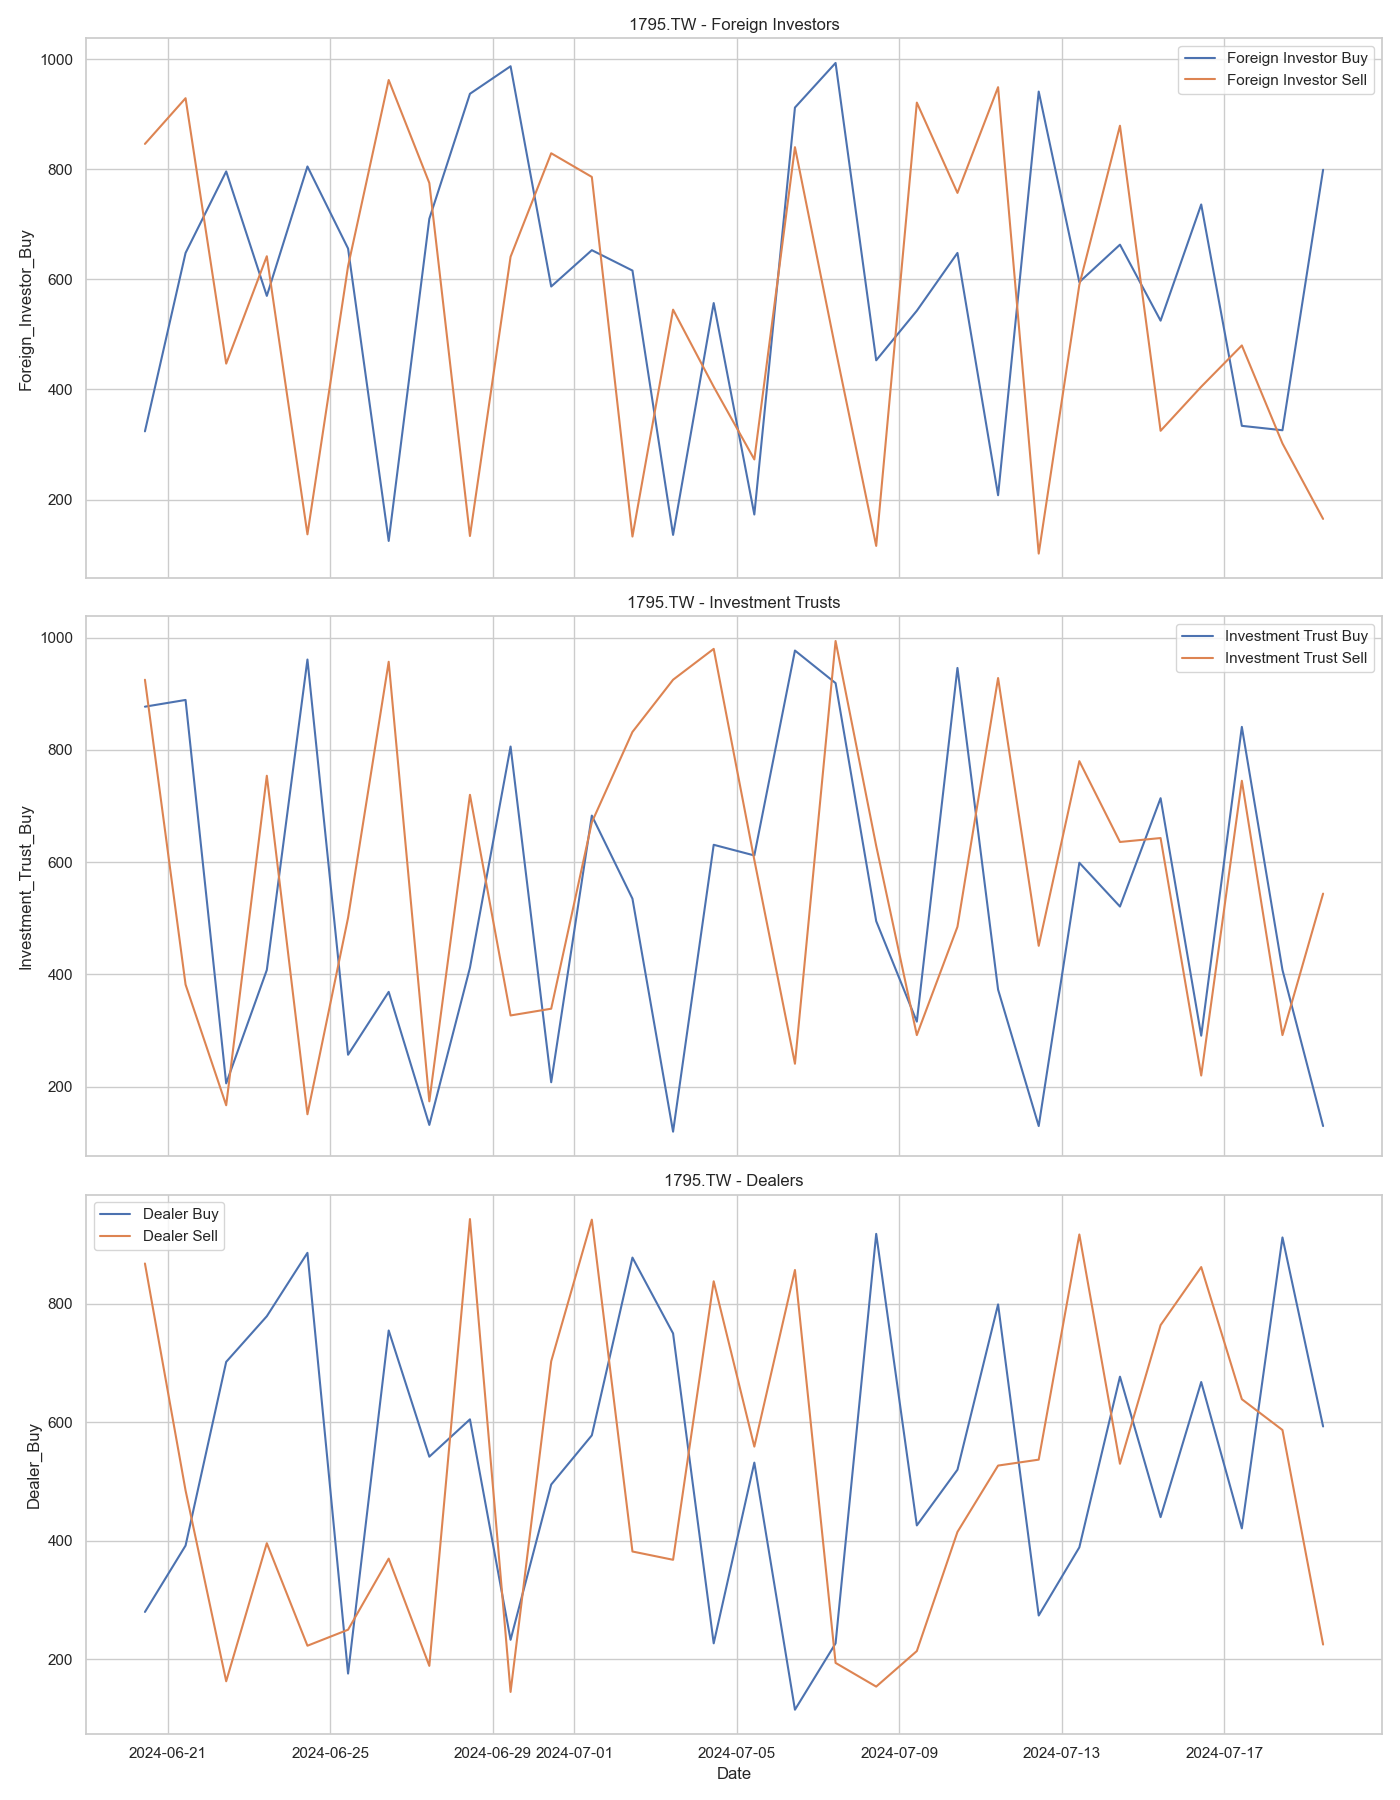 1795.TW - Foreign Investors
Foreign Investor Buy
Foreign Investor Sell
1000
800
600
400
200
Foreign_Investor_Buy
1795.TW - Investment Trusts
Investment Trust Buy
Investment Trust Sell
1000
800
600
400
200
Investment_Trust_Buy
1795.TW - Dealers
Dealer Buy
Dealer Sell
800
600
400
200
Dealer_Buy
2024-06-21 2024-06-25 2024-06-29 2024-07-01 2024-07-05 2024-07-09 2024-07-13 2024-07-17
Date